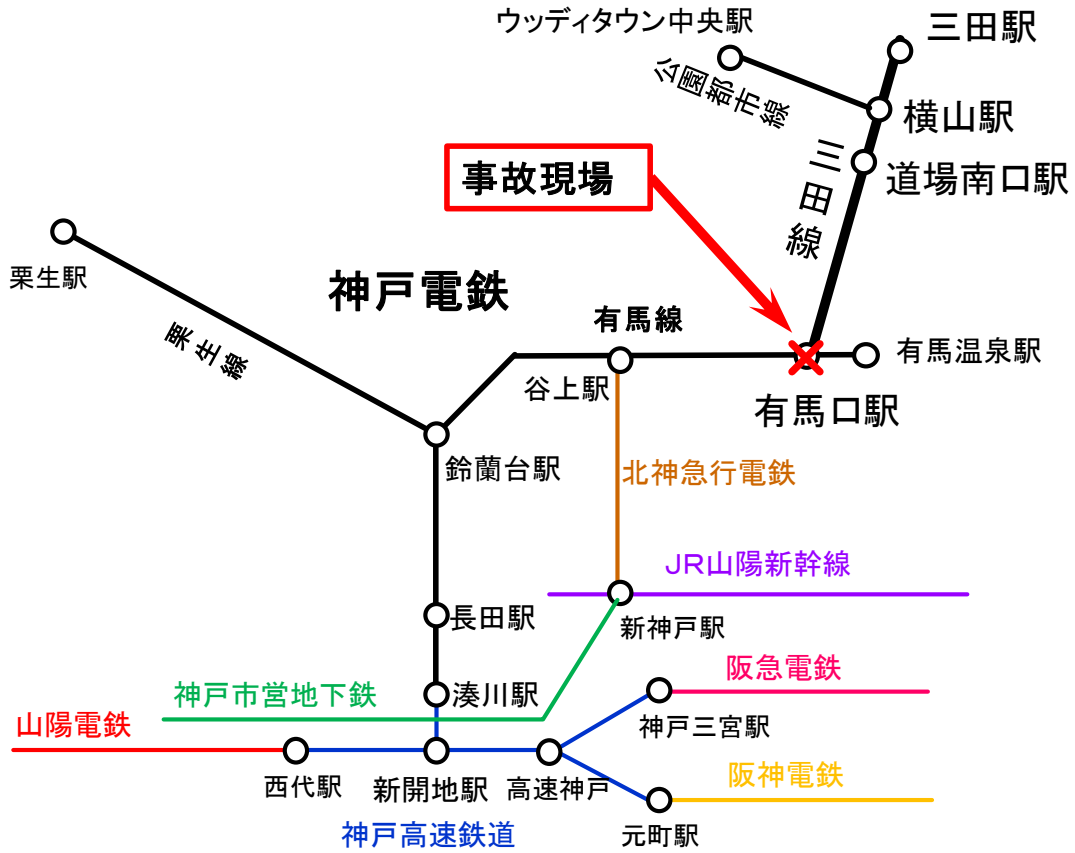 ウッディタウン中央駅
三田駅
公園都市線
横山駅
三田線
道場南口駅
事故現場
栗生駅
神戸電鉄
有馬線
粟生線
有馬温泉駅
谷上駅
有馬口駅
鈴蘭台駅
北神急行電鉄
JR山陽新幹線
長田駅
新神戸駅
阪急電鉄
神戸市営地下鉄
湊川駅
山陽電鉄
神戸三宮駅
西代駅
新開地駅
高速神戸
阪神電鉄
神戸高速鉄道
元町駅